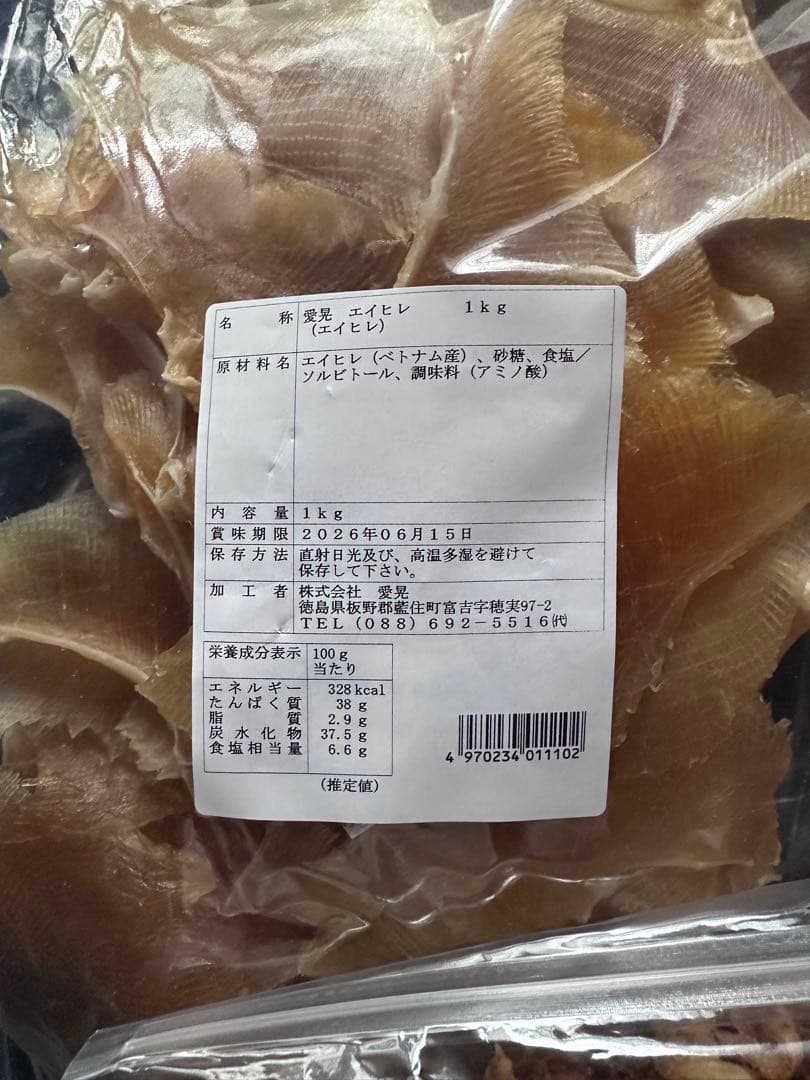 名称 愛晃 エイヒレ 1kg
(エイヒレ)
原材料名 エイヒレ(ベトナム産)、砂糖、食塩/
ソルビトール、調味料(アミノ酸)
内容量 1kg
賞味期限 2026年06月15日
保存方法 直射日光及び、高温多湿を避けて
保存して下さい。
加工者 株式会社 愛晃
徳島県板野郡藍住町富吉字穂実97-2
TEL(088)692-5516㈹
栄養成分表示 100g
当たり
エネルギー 328kcal
たんぱく質 38g
脂質 2.9g
炭水化物 37.5g
食塩相当量 6.6g
(推定値)
4 970234 011102